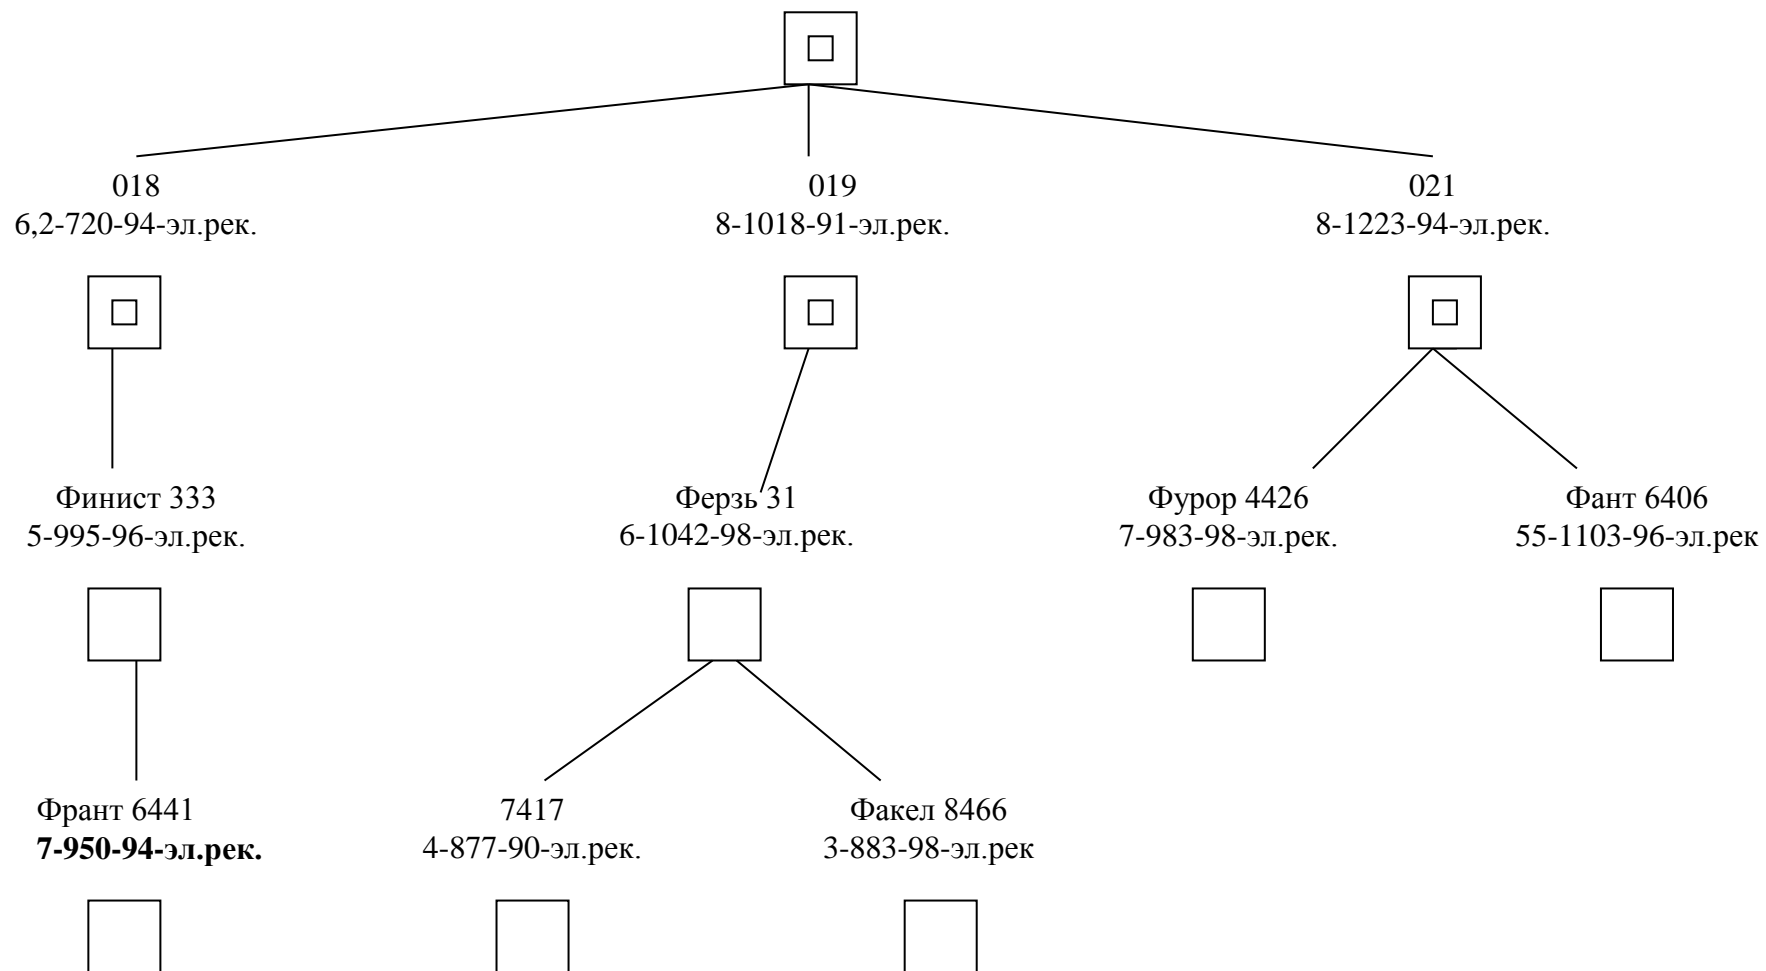 018
6,2-720-94-эл.рек.
019
8-1018-91-эл.рек.
021
8-1223-94-эл.рек.
Финист 333
5-995-96-эл.рек.
Ферзь 31
6-1042-98-эл.рек.
Фурор 4426
7-983-98-эл.рек.
Фант 6406
55-1103-96-эл.рек
Франт 6441
7-950-94-эл.рек.
7417
4-877-90-эл.рек.
Факел 8466
3-883-98-эл.рек